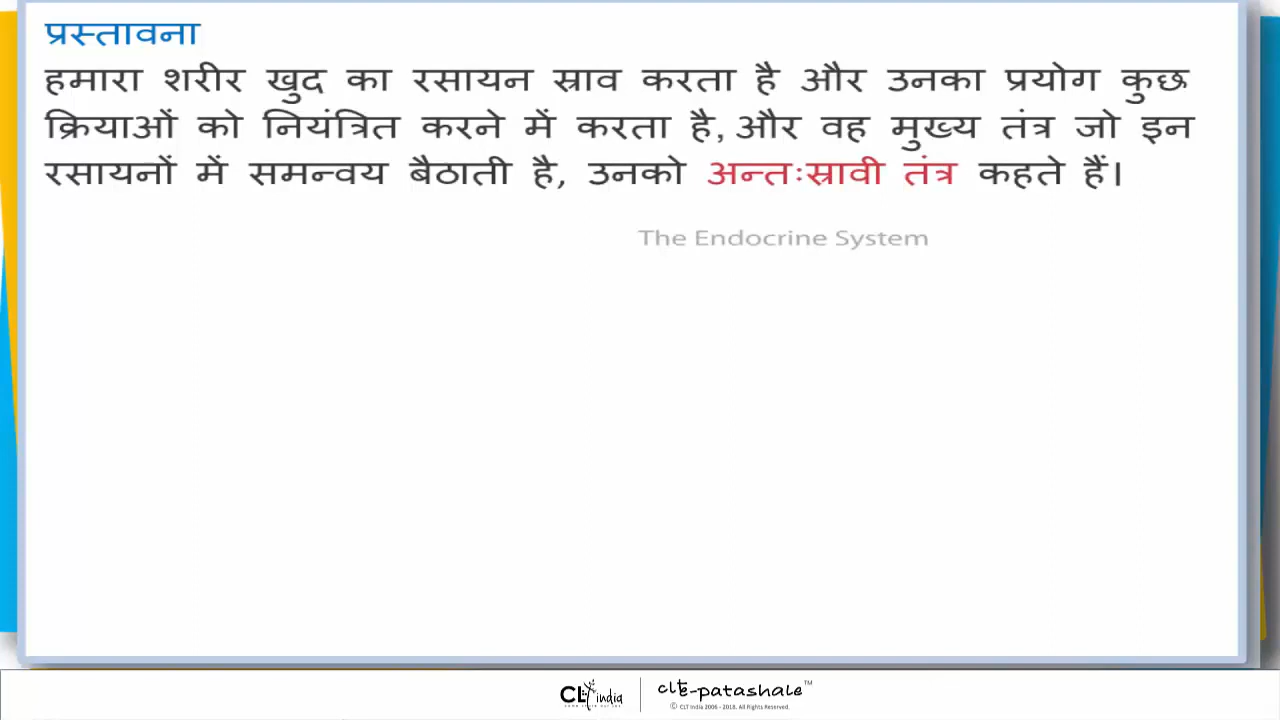 प्रस्तावना
हमारा शरीर खुद का रसायन स्राव करता है और उनका प्रयोग कुछ
क्रियाओं को नियंत्रित करने में करता है, और वह मुख्य तंत्र जो इन
रसायनों में समन्वय बैठाती है, उनको अन्तःस्रावी तंत्र कहते हैं।
The Endocrine System
CLT india
clte-patashale™
© CLT India 2006 - 2018. All Rights Reserved.